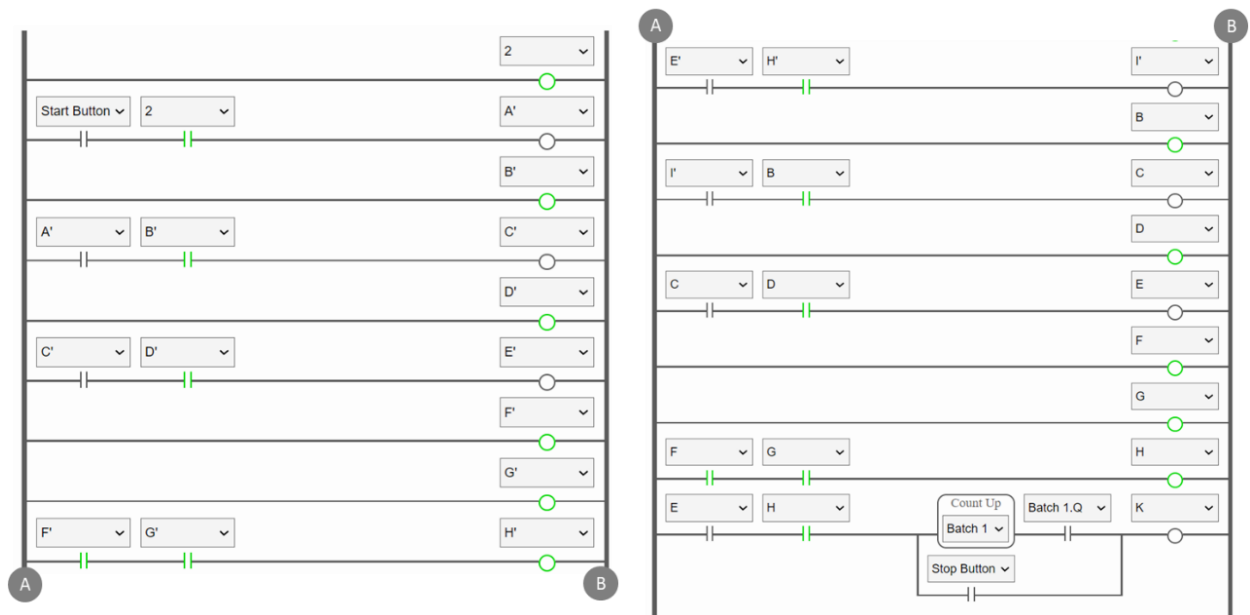 2
Start Button 2 A'
B'
A' B' C'
D'
C' D' E'
F'
G'
F' G' H'
A B
A B
E' H' I'
B
I' B C
D
C D E
F
G
F G H
E H Count Up Batch 1.Q K
Batch 1
Stop Button